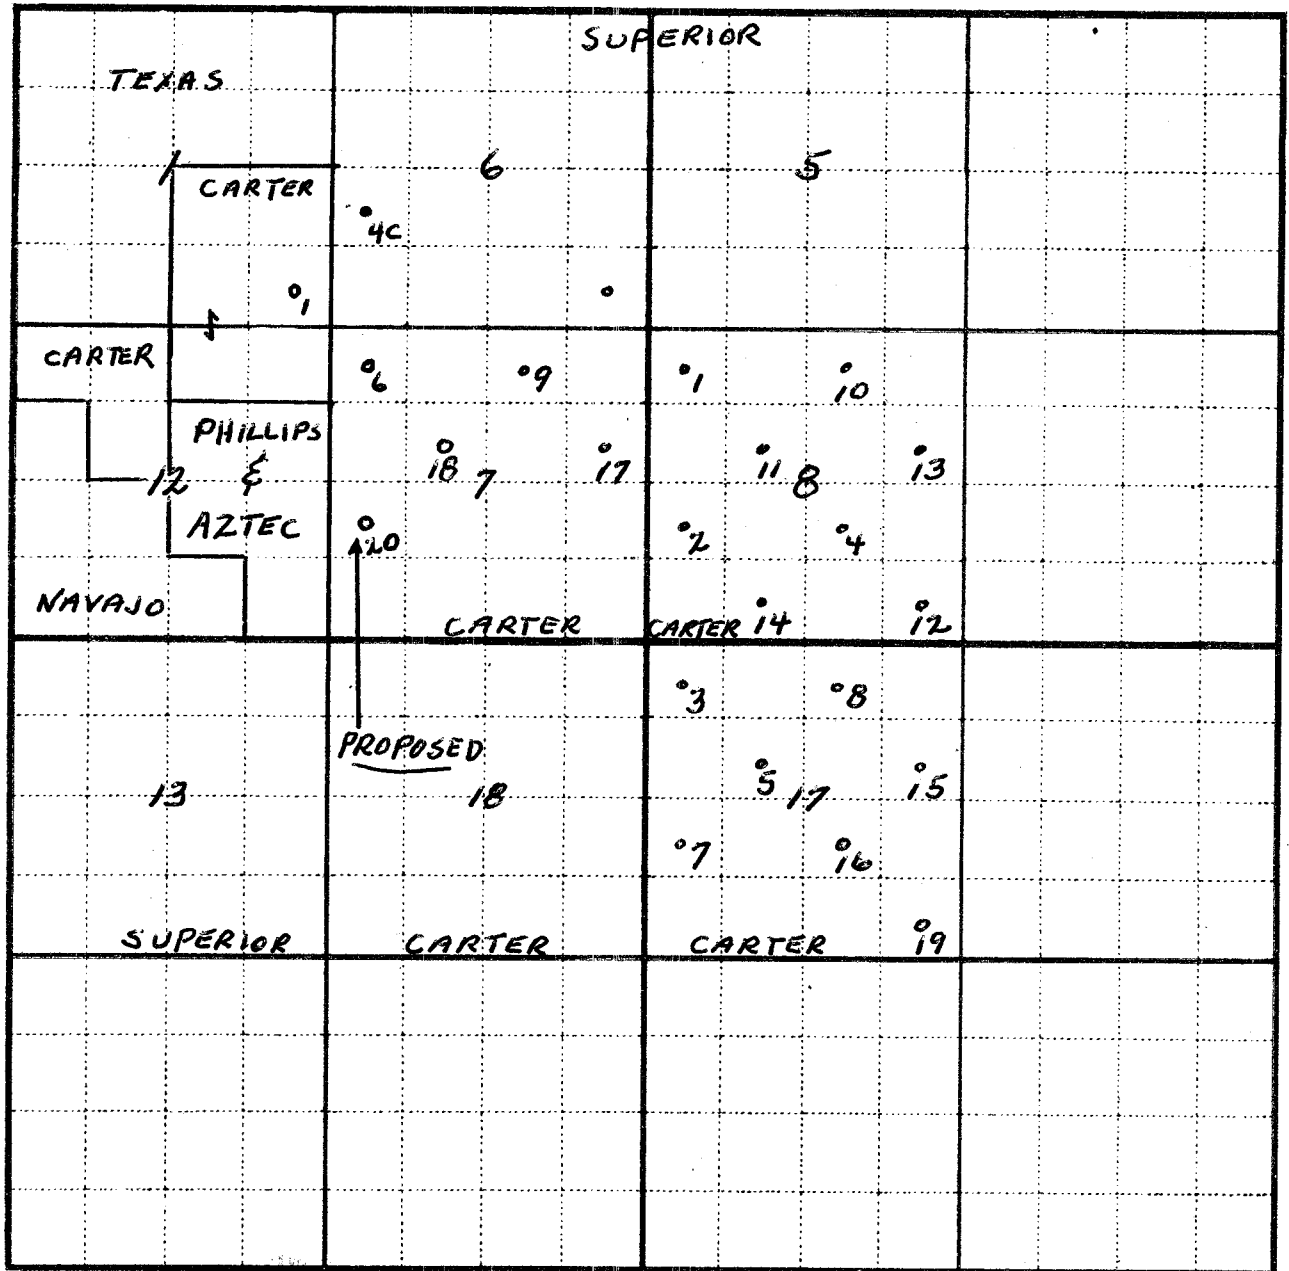 SUPERIOR
TEXAS
1
6
5
CARTER
4C
1
CARTER
6
9
1
10
PHILLIPS
18
7
17
11
8
13
12
&
AZTEC
20
2
4
NAVAJO
CARTER
CARTER
14
12
3
8
PROPOSED
5
15
13
18
17
7
16
SUPERIOR
CARTER
CARTER
19